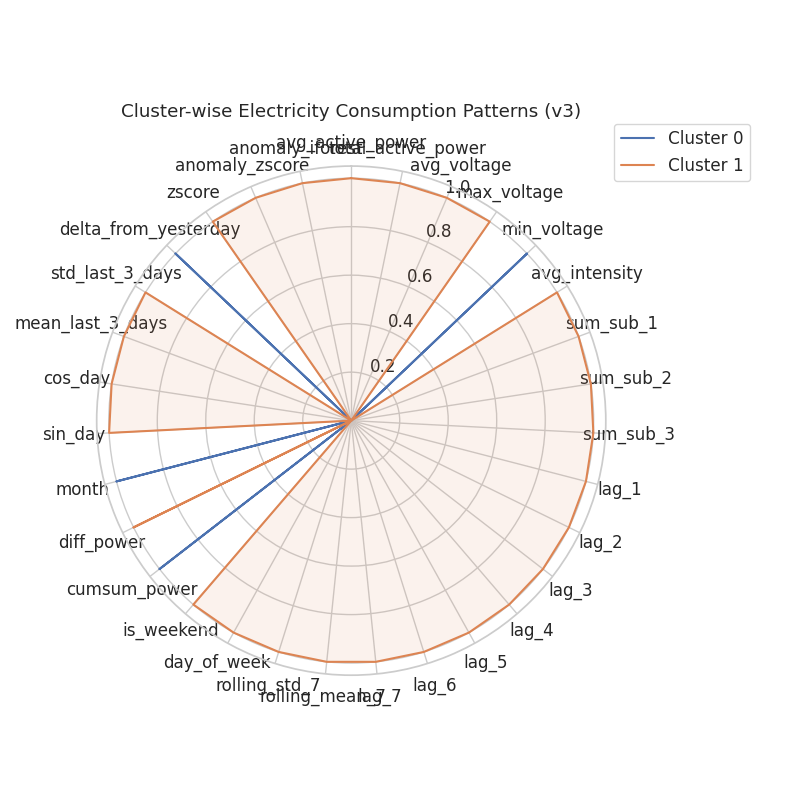 Cluster-wise Electricity Consumption Patterns (v3)
Cluster 0
Cluster 1
avg_active_power
total_active_power
avg_voltage
max_voltage
min_voltage
avg_intensity
sum_sub_1
sum_sub_2
sum_sub_3
lag_1
lag_2
lag_3
lag_4
lag_5
lag_6
lag_7
rolling_mean_7
rolling_std_7
day_of_week
is_weekend
cumsum_power
diff_power
month
sin_day
cos_day
mean_last_3_days
std_last_3_days
delta_from_yesterday
zscore
anomaly_zscore
anomaly_iforest
1.0
0.8
0.6
0.4
0.2